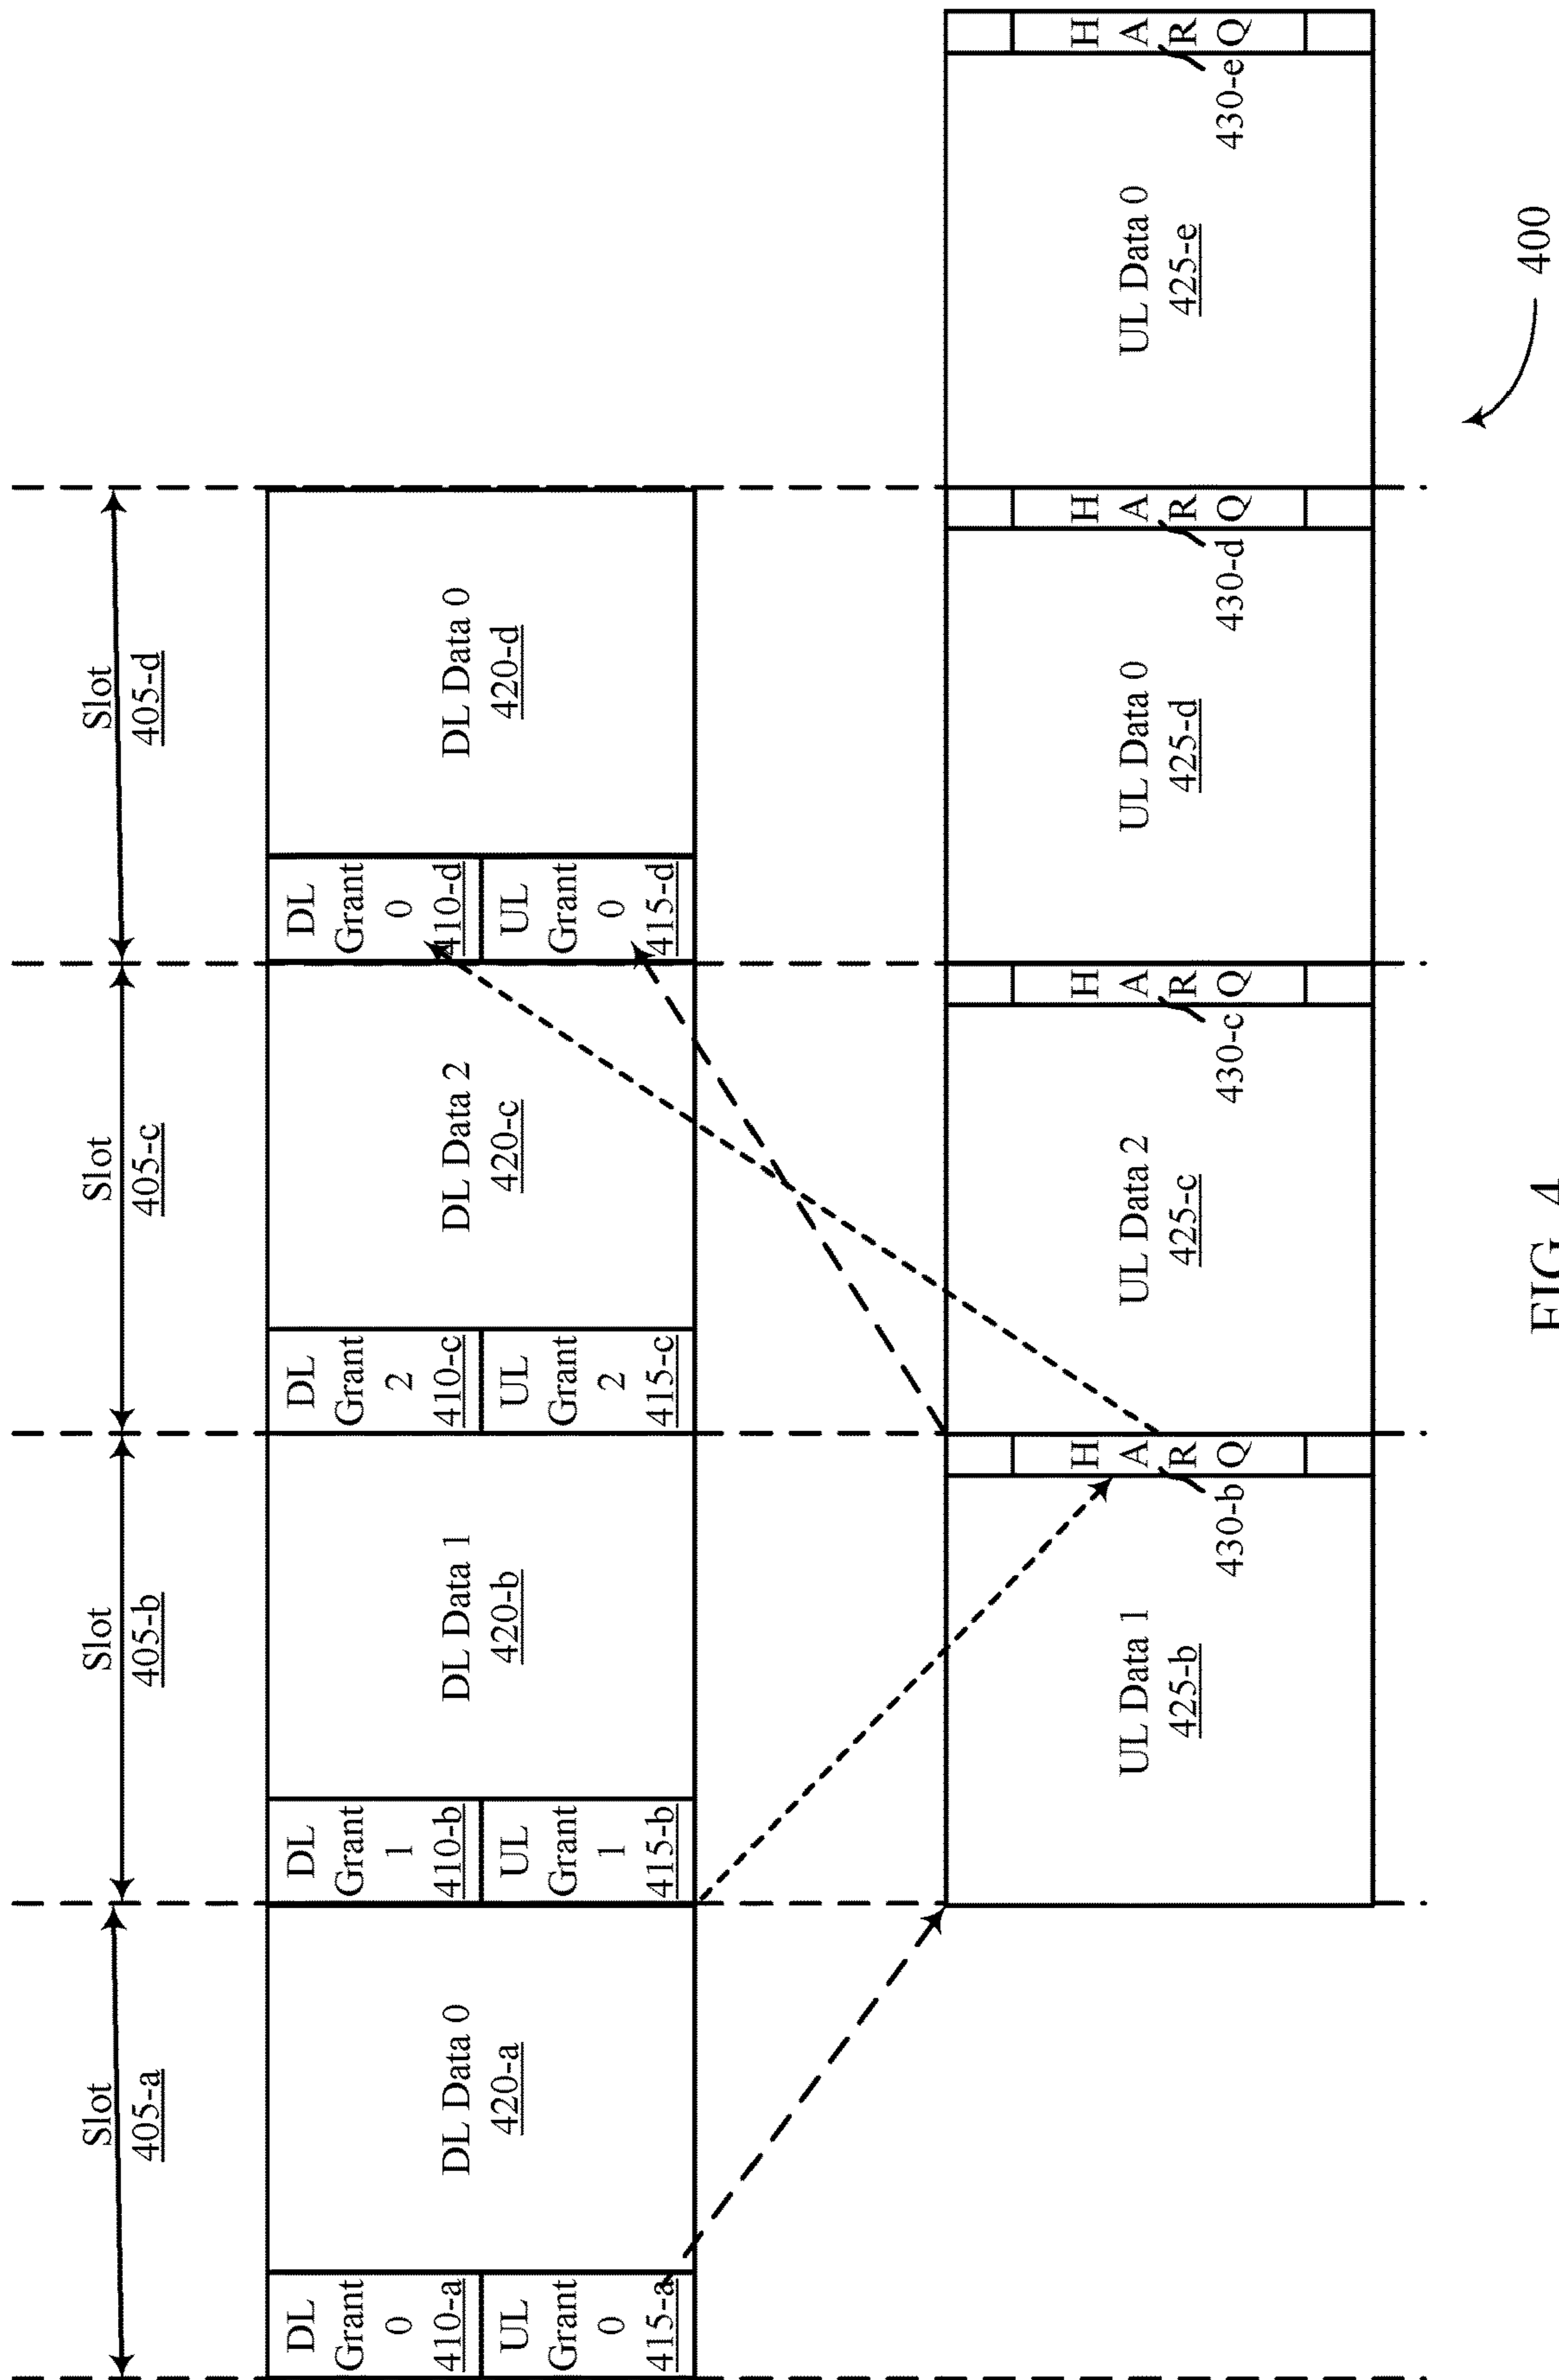 Slot
405-a
Slot
405-b
Slot
405-c
Slot
405-d
DL
Grant
0
410-a
UL
Grant
0
415-a
DL Data 0
420-a
DL
Grant
1
410-b
UL
Grant
1
415-b
DL Data 1
420-b
DL
Grant
2
410-c
UL
Grant
2
415-c
DL Data 2
420-c
DL
Grant
0
410-d
UL
Grant
0
415-d
DL Data 0
420-d
UL Data 1
425-b
H
A
R
Q
430-b
UL Data 2
425-c
H
A
R
Q
430-c
UL Data 0
425-d
H
A
R
Q
430-d
UL Data 0
425-e
H
A
R
Q
430-e
400
FIG. 4